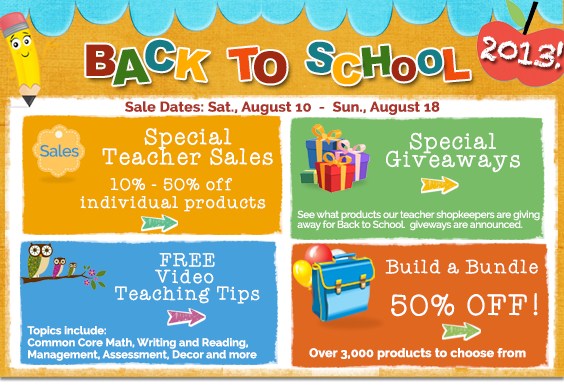 BACK TO SCHOOL
2013!
Sale Dates: Sat., August 10 - Sun., August 18
Sales
Special
Teacher Sales
10% - 50% off
individual products
Special
Giveaways
See what products our teacher shopkeepers are giving
away for Back to School. giveways are announced.
FREE
Video
Teaching Tips
Topics include:
Common Core Math, Writing and Reading,
Management, Assessment, Decor and more
Build a Bundle
50% OFF!
Over 3,000 products to choose from